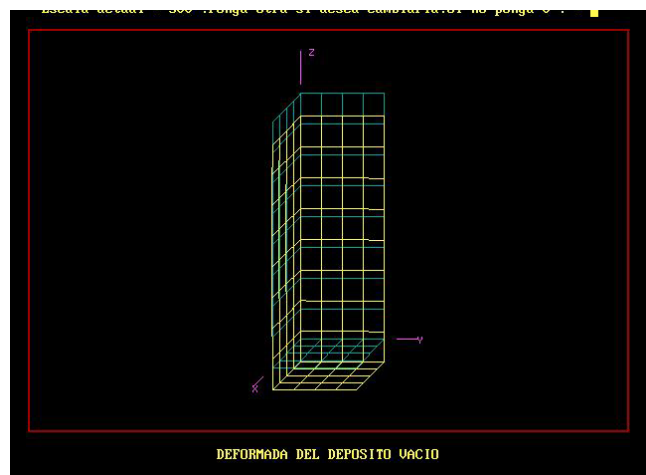 Escala actual   300 .Ponga otra si desea cambiarla.Si no ponga 0 .
Z
Y
X
DEFORMADA DEL DEPOSITO VACIO